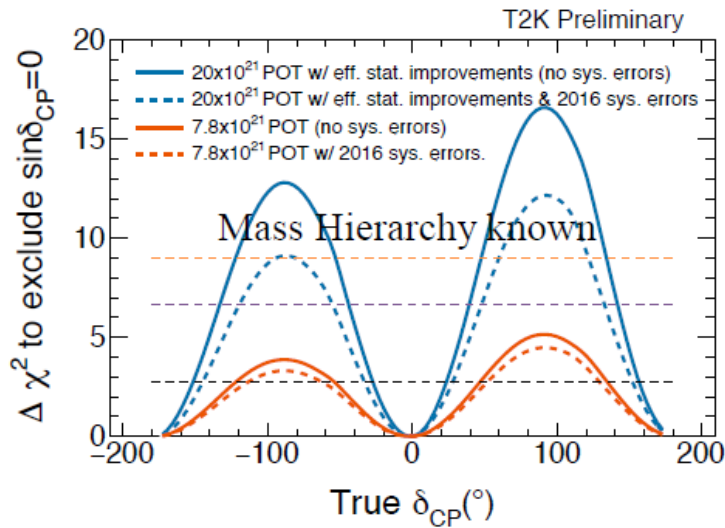 T2K Preliminary
20
20x10²¹ POT w/ eff. stat. improvements (no sys. errors)
20x10²¹ POT w/ eff. stat. improvements & 2016 sys. errors
7.8x10²¹ POT (no sys. errors)
7.8x10²¹ POT w/ 2016 sys. errors.
15
Mass Hierarchy known
10
5
0
Δ χ² to exclude sinδCP=0
−200 −100 0 100 200
True δCP(°)